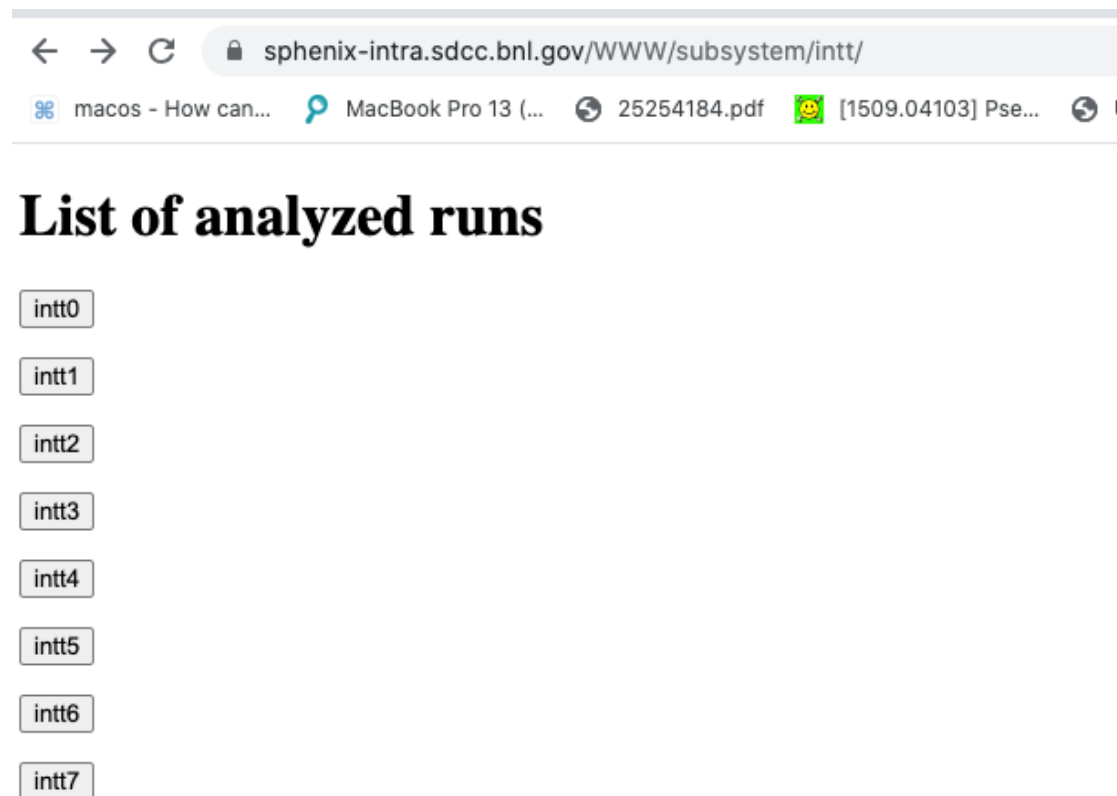 sphenix-intra.sdcc.bnl.gov/WWW/subsystem/intt/
macos - How can... MacBook Pro 13 (... 25254184.pdf [1509.04103] Pse...
List of analyzed runs
intt0
intt1
intt2
intt3
intt4
intt5
intt6
intt7